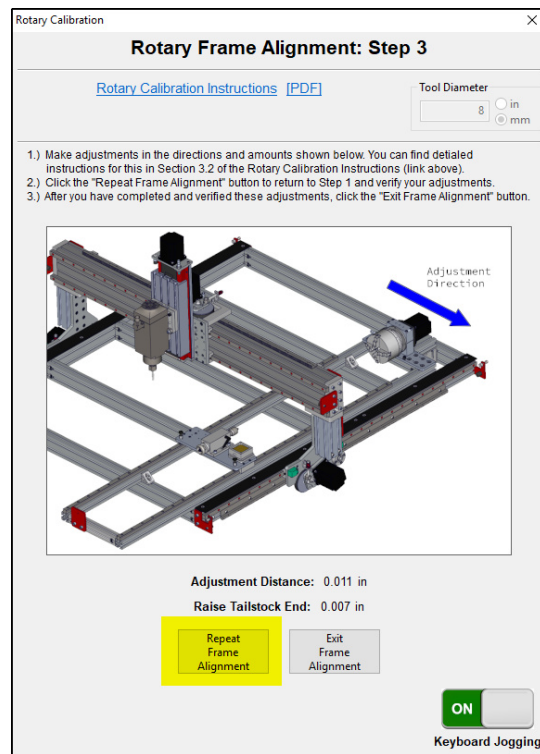 Rotary Calibration
Rotary Frame Alignment: Step 3
Rotary Calibration Instructions [PDF]
Tool Diameter
8
in
mm
1.) Make adjustments in the directions and amounts shown below. You can find detialed
instructions for this in Section 3.2 of the Rotary Calibration Instructions (link above).
2.) Click the "Repeat Frame Alignment" button to return to Step 1 and verify your adjustments.
3.) After you have completed and verified these adjustments, click the "Exit Frame Alignment" button.
Adjustment
Direction
Adjustment Distance: 0.011 in
Raise Tailstock End: 0.007 in
Repeat
Frame
Alignment
Exit
Frame
Alignment
ON
Keyboard Jogging